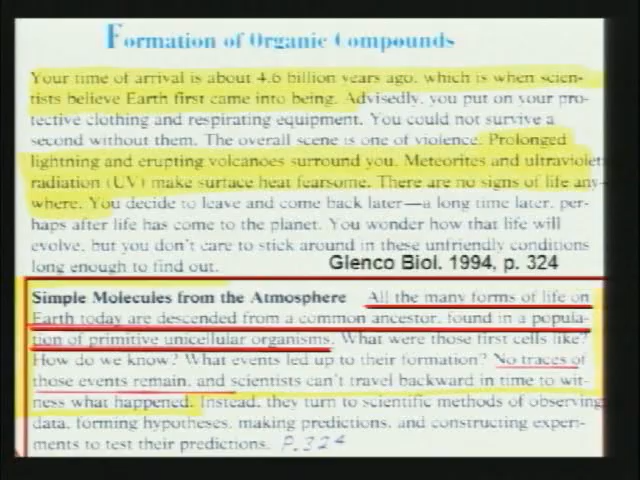 Formation of Organic Compounds
Your time of arrival is about 4.6 billion years ago, which is when scien-
tists believe Earth first came into being. Advisedly, you put on your pro-
tective clothing and respirating equipment. You could not survive a
second without them. The overall scene is one of violence. Prolonged
lightning and erupting volcanoes surround you. Meteorites and ultraviolet
radiation (UV) make surface heat fearsome. There are no signs of life any-
where. You decide to leave and come back later—a long time later, per-
haps after life has come to the planet. You wonder how that life will
evolve, but you don't care to stick around in these unfriendly conditions
long enough to find out.
Glenco Biol. 1994, p. 324
Simple Molecules from the Atmosphere All the many forms of life on
Earth today are descended from a common ancestor, found in a popula-
tion of primitive unicellular organisms. What were those first cells like?
How do we know? What events led up to their formation? No traces of
those events remain, and scientists can't travel backward in time to wit-
ness what happened. Instead, they turn to scientific methods of observing
data, forming hypotheses, making predictions, and constructing experi-
ments to test their predictions. P.324